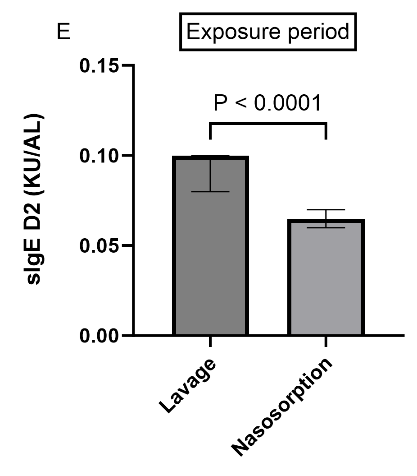 E
Exposure period
P < 0.0001
sIgE D2 (KU/AL)
0.15
0.10
0.05
0.00
Lavage
Nasosorption